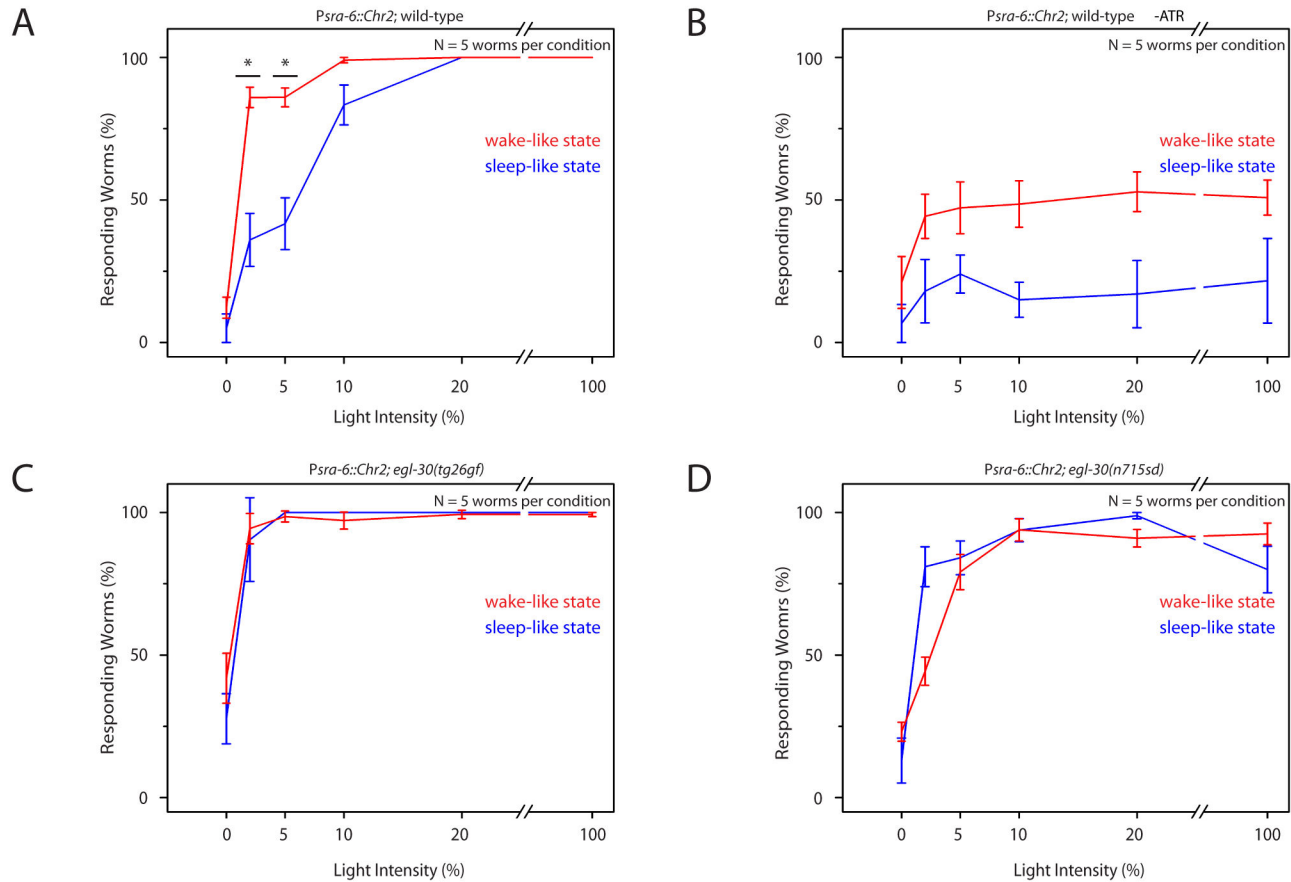 A
Psra-6::Chr2; wild-type
N = 5 worms per condition
* *
wake-like state
sleep-like state
Responding Worms (%)
100
50
0
0 5 10 20 100
Light Intensity (%)
B
Psra-6::Chr2; wild-type -ATR
N = 5 worms per condition
wake-like state
sleep-like state
Responding Womrs (%)
100
50
0
0 5 10 20 100
Light Intensity (%)
C
Psra-6::Chr2; egl-30(tg26gf)
N = 5 worms per condition
wake-like state
sleep-like state
Responding Worms (%)
100
50
0
0 5 10 20 100
Light Intensity (%)
D
Psra-6::Chr2; egl-30(n715sd)
N = 5 worms per condition
wake-like state
sleep-like state
Responding Womrs (%)
100
50
0
0 5 10 20 100
Light Intensity (%)